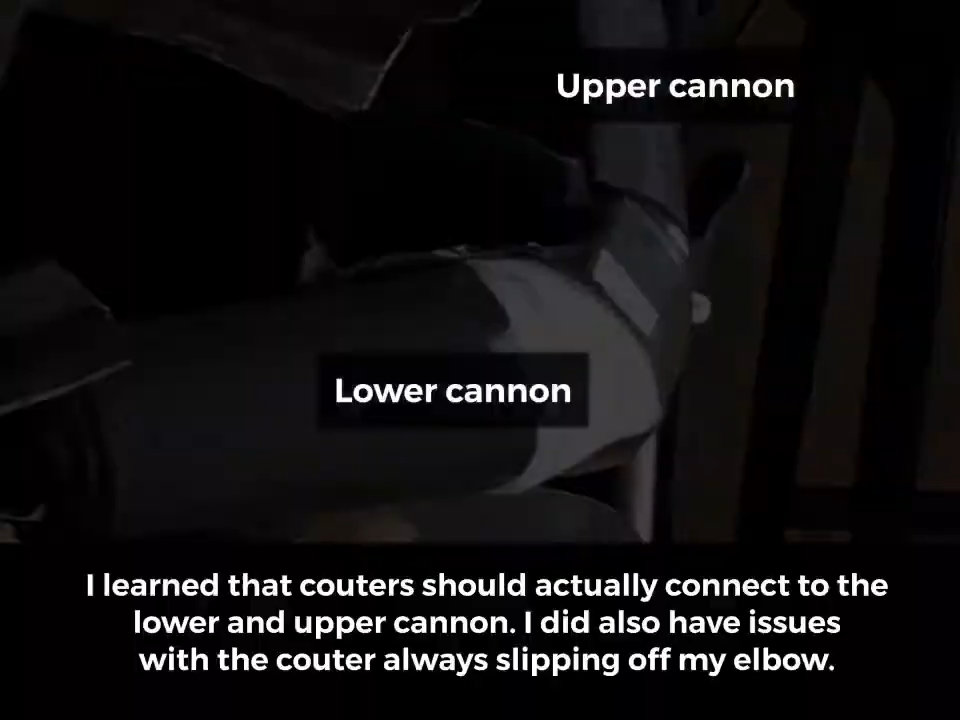 Upper cannon
Lower cannon
I learned that couters should actually connect to the
lower and upper cannon. I did also have issues
with the couter always slipping off my elbow.